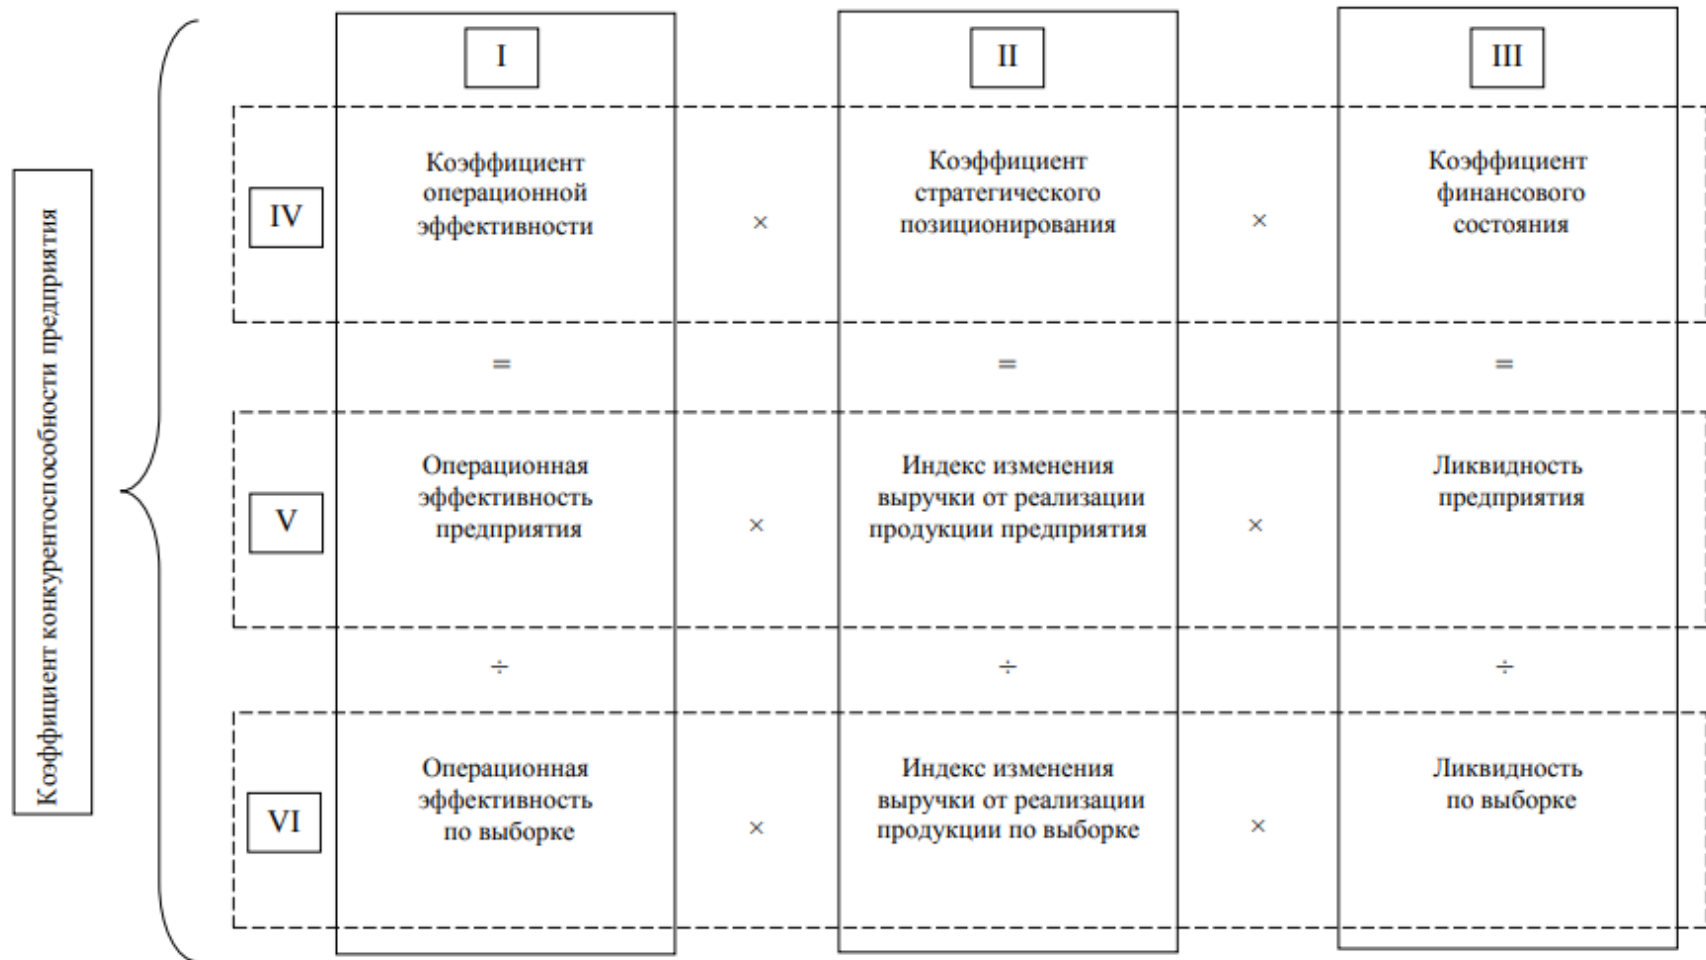 Коэффициент конкурентоспособности предприятия
I
II
III
IV
Коэффициент
операционной
эффективности
×
Коэффициент
стратегического
позиционирования
×
Коэффициент
финансового
состояния
=
=
=
V
Операционная
эффективность
предприятия
×
Индекс изменения
выручки от реализации
продукции предприятия
×
Ликвидность
предприятия
÷
÷
÷
VI
Операционная
эффективность
по выборке
×
Индекс изменения
выручки от реализации
продукции по выборке
×
Ликвидность
по выборке